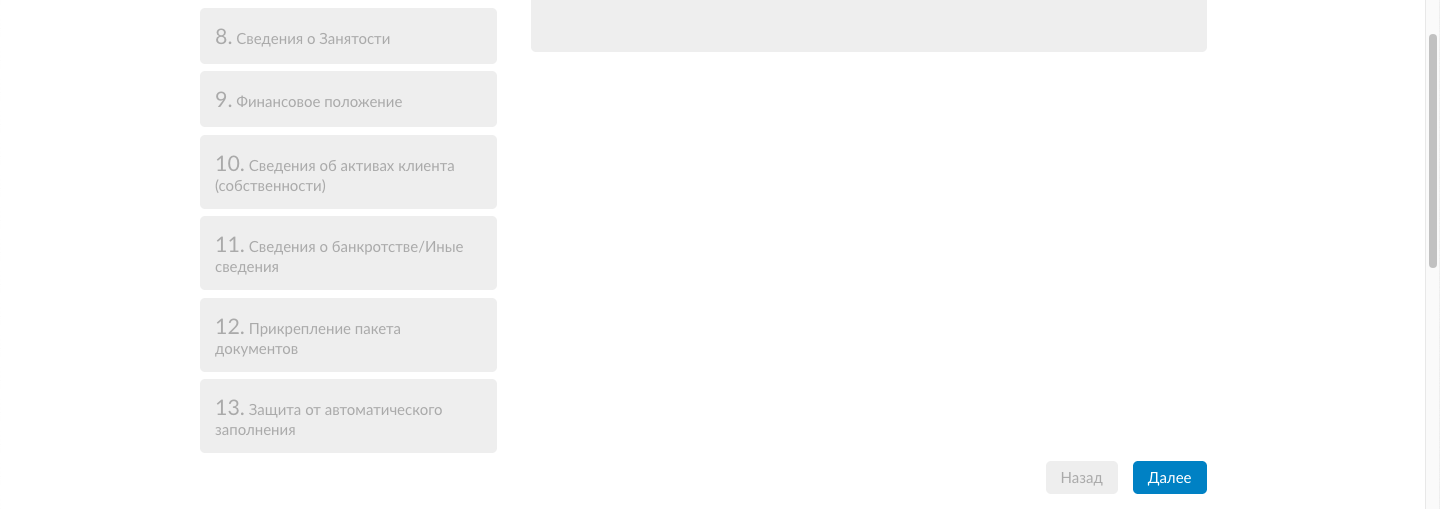 8. Сведения о Занятости
9. Финансовое положение
10. Сведения об активах клиента
(собственности)
11. Сведения о банкротстве/Иные
сведения
12. Прикрепление пакета
документов
13. Защита от автоматического
заполнения
Назад
Далее